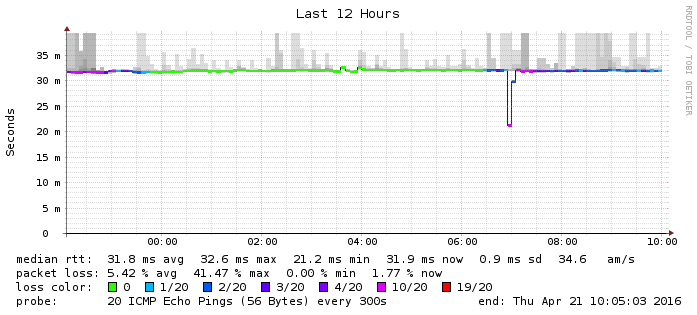 Last 12 Hours
RRDTOOL / TOBI OETIKER
Seconds
35 m
30 m
25 m
20 m
15 m
10 m
5 m
0
00:00 02:00 04:00 06:00 08:00 10:00
median rtt: 31.8 ms avg 32.6 ms max 21.2 ms min 31.9 ms now 0.9 ms sd 34.6 am/s
packet loss: 5.42 % avg 41.47 % max 0.00 % min 1.77 % now
loss color: 0 1/20 2/20 3/20 4/20 10/20 19/20
probe: 20 ICMP Echo Pings (56 Bytes) every 300s end: Thu Apr 21 10:05:03 2016